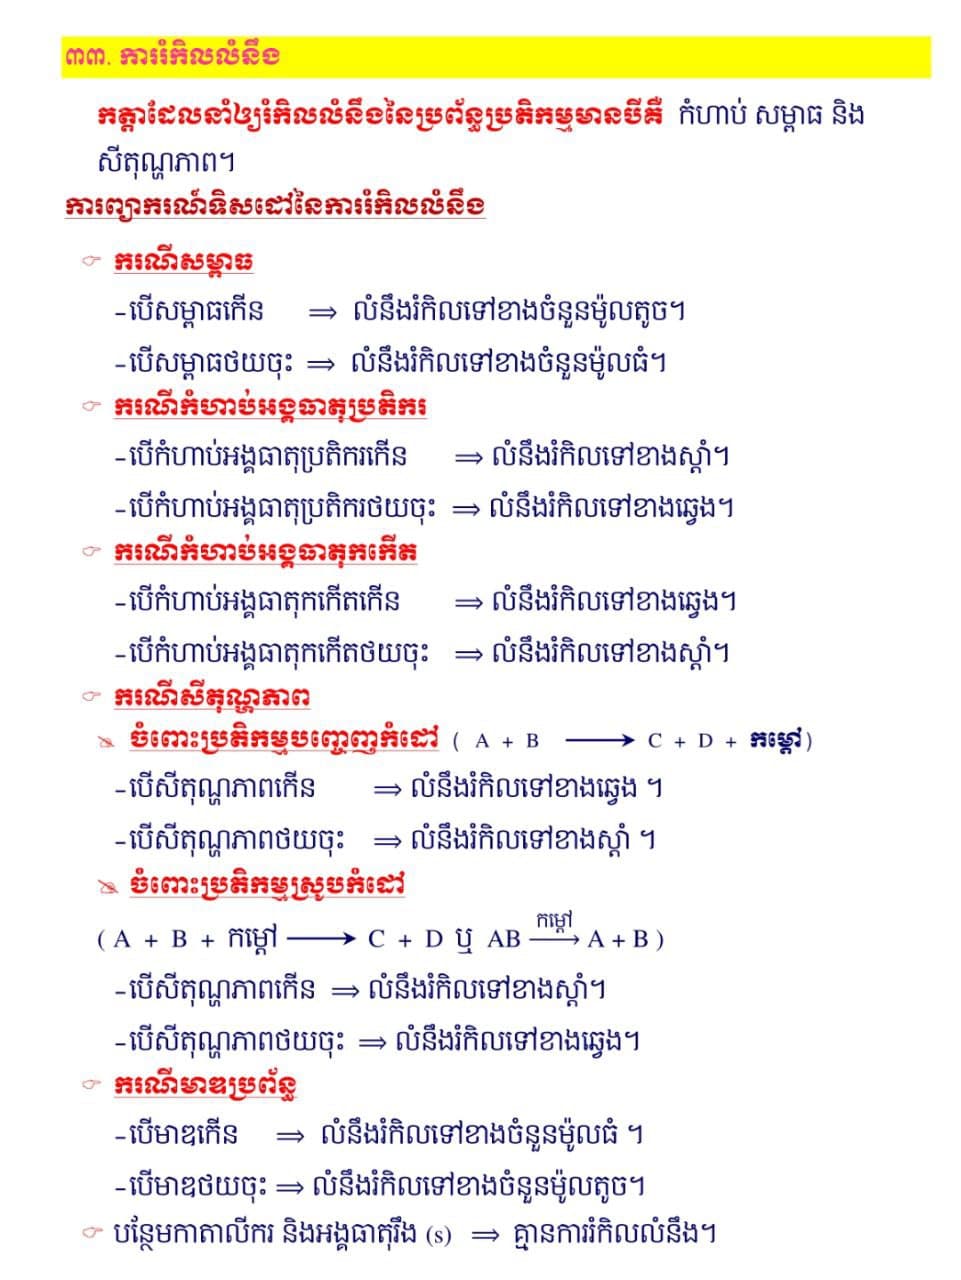 ៣៣. ការរំកិលលំនឹង
កត្តាដែលនាំឲ្យរំកិលលំនឹងនៃប្រព័ន្ធប្រតិកម្មមានបីគឺ កំហាប់ សម្ពាធ និង
សីតុណ្ហភាព។
ការព្យាករណ៍ទិសដៅនៃការរំកិលលំនឹង
☞ ករណីសម្ពាធ
–បើសម្ពាធកើន ⟹ លំនឹងរំកិលទៅខាងចំនួនម៉ូលតូច។
–បើសម្ពាធថយចុះ ⟹ លំនឹងរំកិលទៅខាងចំនួនម៉ូលធំ។
☞ ករណីកំហាប់អង្គធាតុប្រតិករ
–បើកំហាប់អង្គធាតុប្រតិករកើន ⟹ លំនឹងរំកិលទៅខាងស្តាំ។
–បើកំហាប់អង្គធាតុប្រតិករថយចុះ ⟹ លំនឹងរំកិលទៅខាងឆ្វេង។
☞ ករណីកំហាប់អង្គធាតុកកើត
–បើកំហាប់អង្គធាតុកកើតកើន ⟹ លំនឹងរំកិលទៅខាងឆ្វេង។
–បើកំហាប់អង្គធាតុកកើតថយចុះ ⟹ លំនឹងរំកិលទៅខាងស្តាំ។
☞ ករណីសីតុណ្ហភាព
ចំពោះប្រតិកម្មបញ្ចេញកំដៅ ( A + B ⟶ C + D + កម្ដៅ)
–បើសីតុណ្ហភាពកើន ⟹ លំនឹងរំកិលទៅខាងឆ្វេង ។
–បើសីតុណ្ហភាពថយចុះ ⟹ លំនឹងរំកិលទៅខាងស្តាំ ។
ចំពោះប្រតិកម្មស្រូបកំដៅ
( A + B + កម្ដៅ ⟶ C + D ឬ AB កម្ដៅ ⟶ A + B )
–បើសីតុណ្ហភាពកើន ⟹ លំនឹងរំកិលទៅខាងស្តាំ។
–បើសីតុណ្ហភាពថយចុះ ⟹ លំនឹងរំកិលទៅខាងឆ្វេង។
☞ ករណីមាឌប្រព័ន្ធ
–បើមាឌកើន ⟹ លំនឹងរំកិលទៅខាងចំនួនម៉ូលធំ ។
–បើមាឌថយចុះ ⟹ លំនឹងរំកិលទៅខាងចំនួនម៉ូលតូច។
☞ បន្ថែមកាតាលីករ និងអង្គធាតុរឹង (s) ⟹ គ្មានការរំកិលលំនឹង។